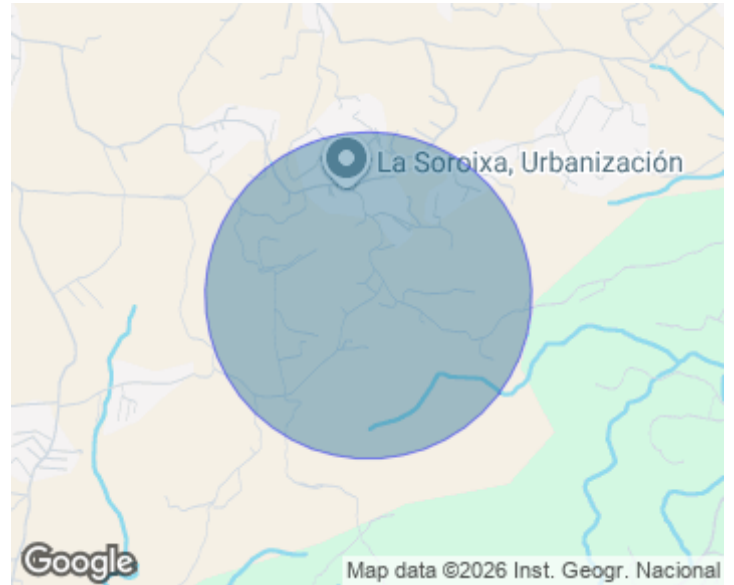 La Soroixa, Urbanización
Google
Map data ©2026 Inst. Geogr. Nacional